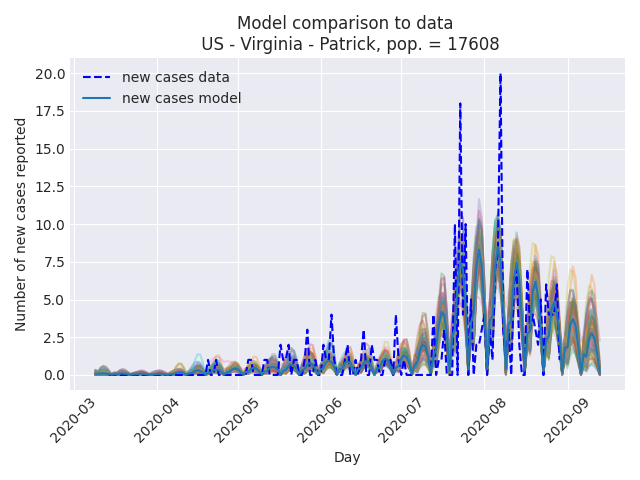 Model comparison to data
US - Virginia - Patrick, pop. = 17608
new cases data
new cases model
20.0
17.5
15.0
12.5
10.0
7.5
5.0
2.5
0.0
Number of new cases reported
2020-03
2020-04
2020-05
2020-06
2020-07
2020-08
2020-09
Day